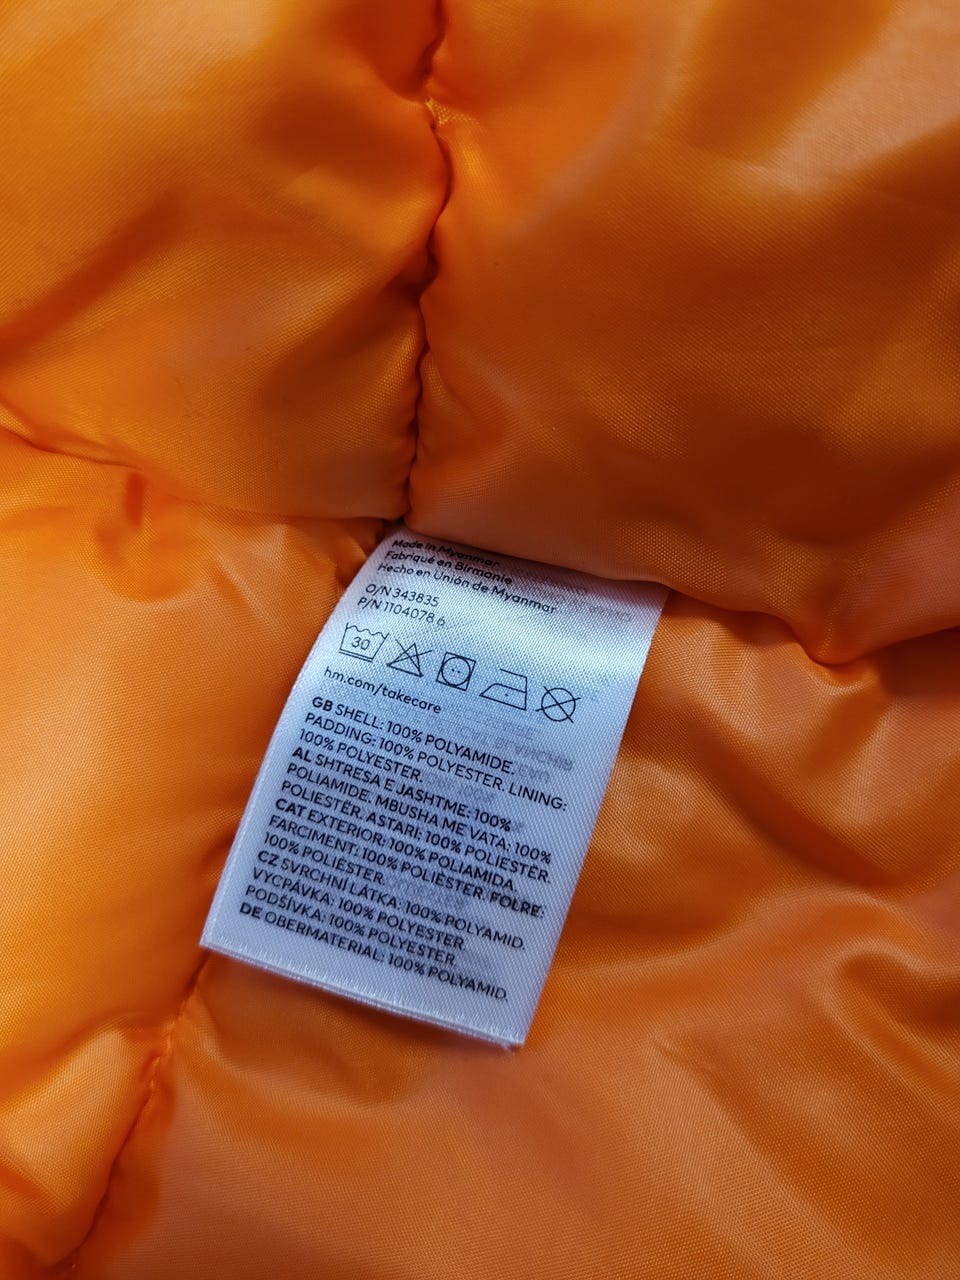 Made in Myanmar
Fabriqué en Birmanie
Hecho en Unión de Myanmar
O/N 343835
P/N 1104078 6
30
hm.com/takecare
GB SHELL: 100% POLYAMIDE.
PADDING: 100% POLYESTER. LINING:
100% POLYESTER.
AL SHTRESA E JASHTME: 100%
POLIAMIDE. MBUSHA ME VATA: 100%
POLIESTËR. ASTARI: 100% POLIESTËR.
CAT EXTERIOR: 100% POLIAMIDA.
FARCIMENT: 100% POLIÈSTER. FOLRE:
100% POLIÈSTER.
CZ SVRCHNÍ LÁTKA: 100% POLYAMID.
VYCPÁVKA: 100% POLYESTER.
PODŠÍVKA: 100% POLYESTER.
DE OBERMATERIAL: 100% POLYAMID.